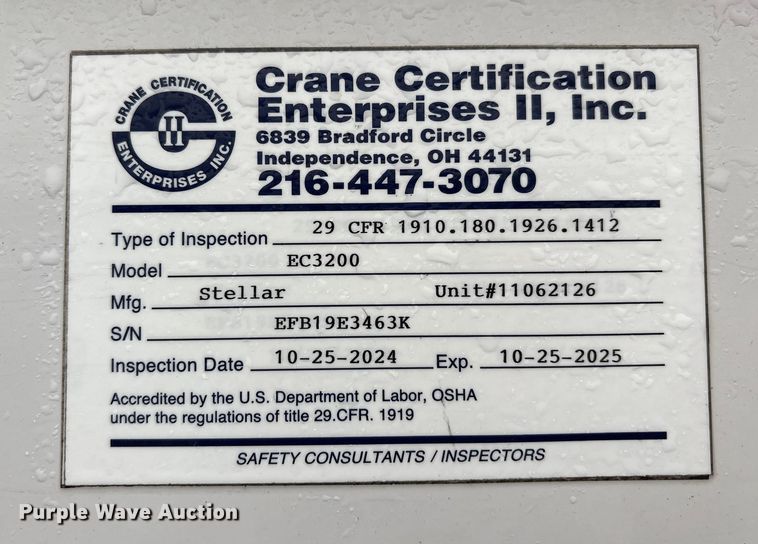 CRANE CERTIFICATION
II
ENTERPRISES INC.
Crane Certification
Enterprises II, Inc.
6839 Bradford Circle
Independence, OH 44131
216-447-3070
Type of Inspection 29 CFR 1910.180.1926.1412
Model EC3200
Mfg. Stellar Unit#11062126
S/N EFB19E3463K
Inspection Date 10-25-2024 Exp. 10-25-2025
Accredited by the U.S. Department of Labor, OSHA
under the regulations of title 29.CFR. 1919
SAFETY CONSULTANTS / INSPECTORS
Purple Wave Auction